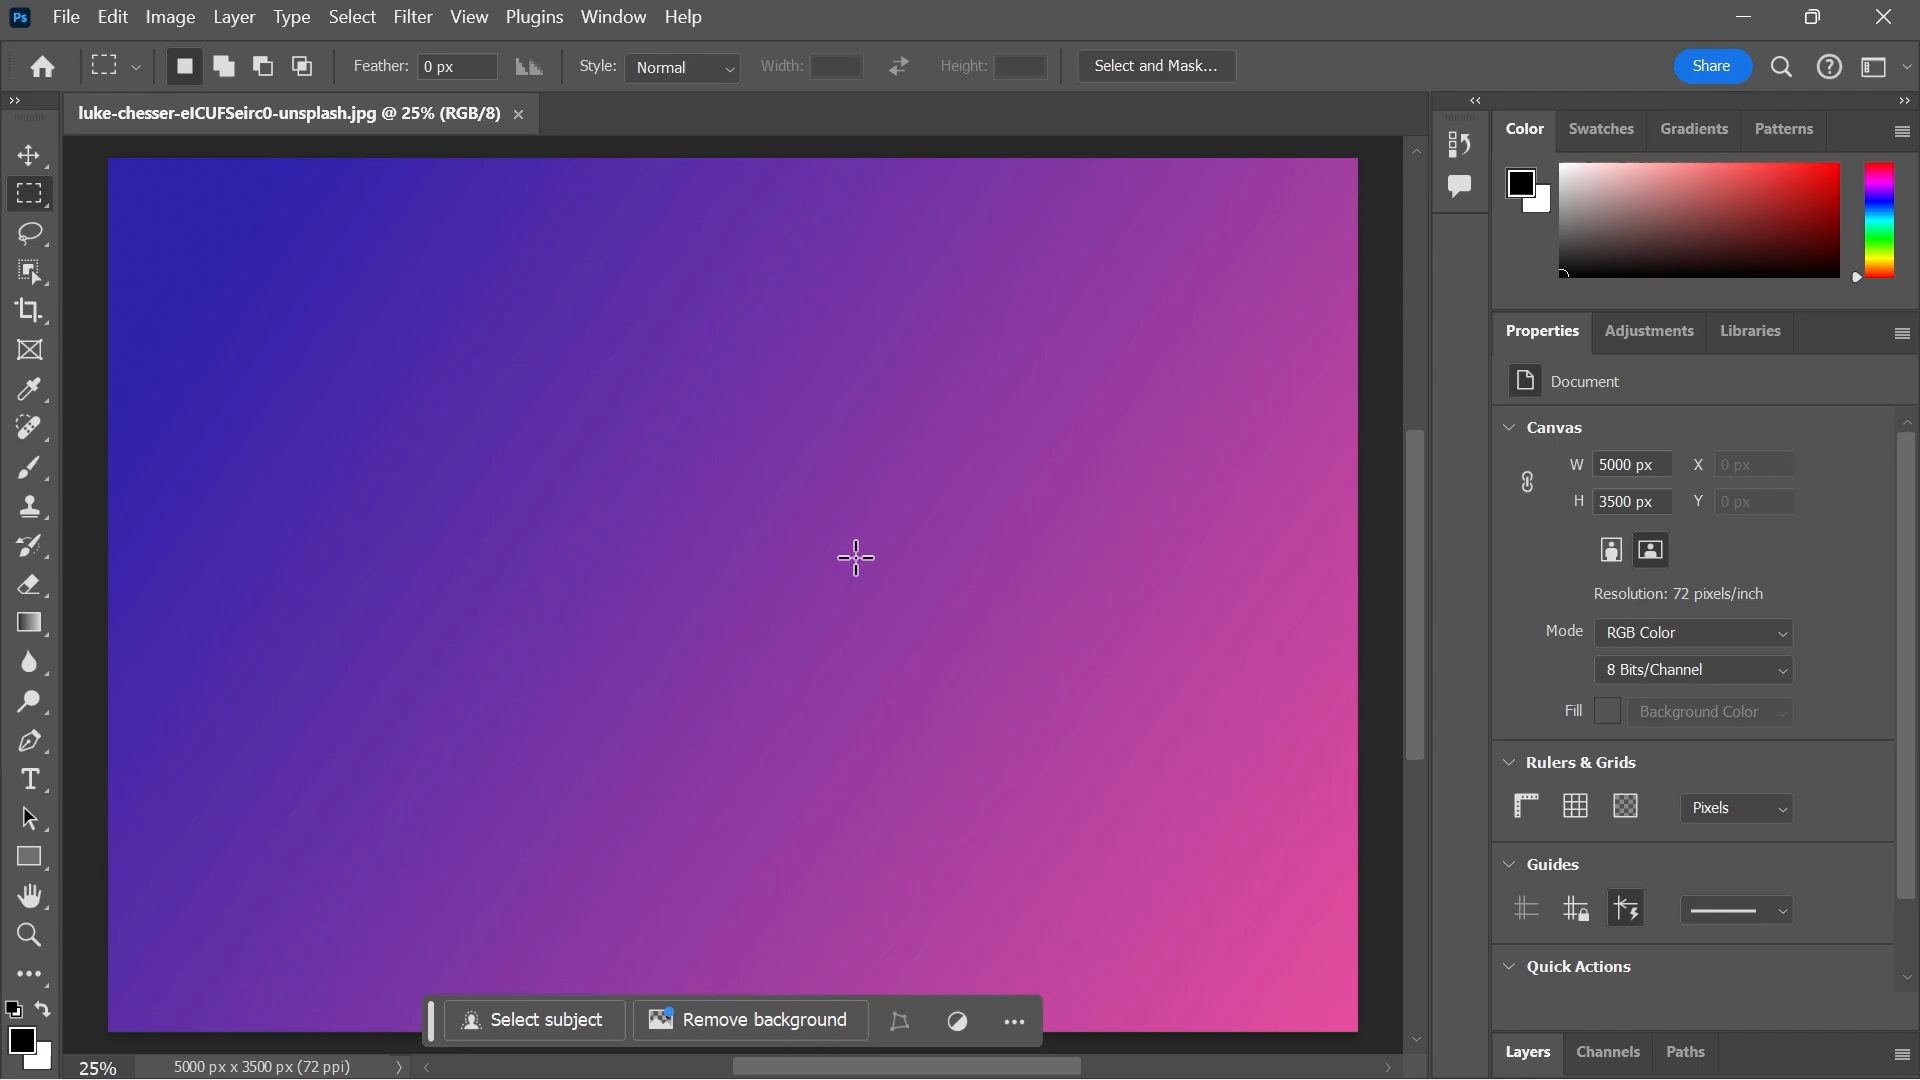 Ps File Edit Image Layer Type Select Filter View Plugins Window Help
Feather: 0 px Style: Normal Width: Height: Select and Mask... Share
luke-chesser-eICUFSeirc0-unsplash.jpg @ 25% (RGB/8)
Color Swatches Gradients Patterns
Properties Adjustments Libraries
Document
Canvas
W 5000 px X 0 px
H 3500 px Y 0 px
Resolution: 72 pixels/inch
Mode RGB Color
8 Bits/Channel
Fill Background Color
Rulers & Grids
Pixels
Guides
Quick Actions
Select subject Remove background
Layers Channels Paths
25% 5000 px x 3500 px (72 ppi)